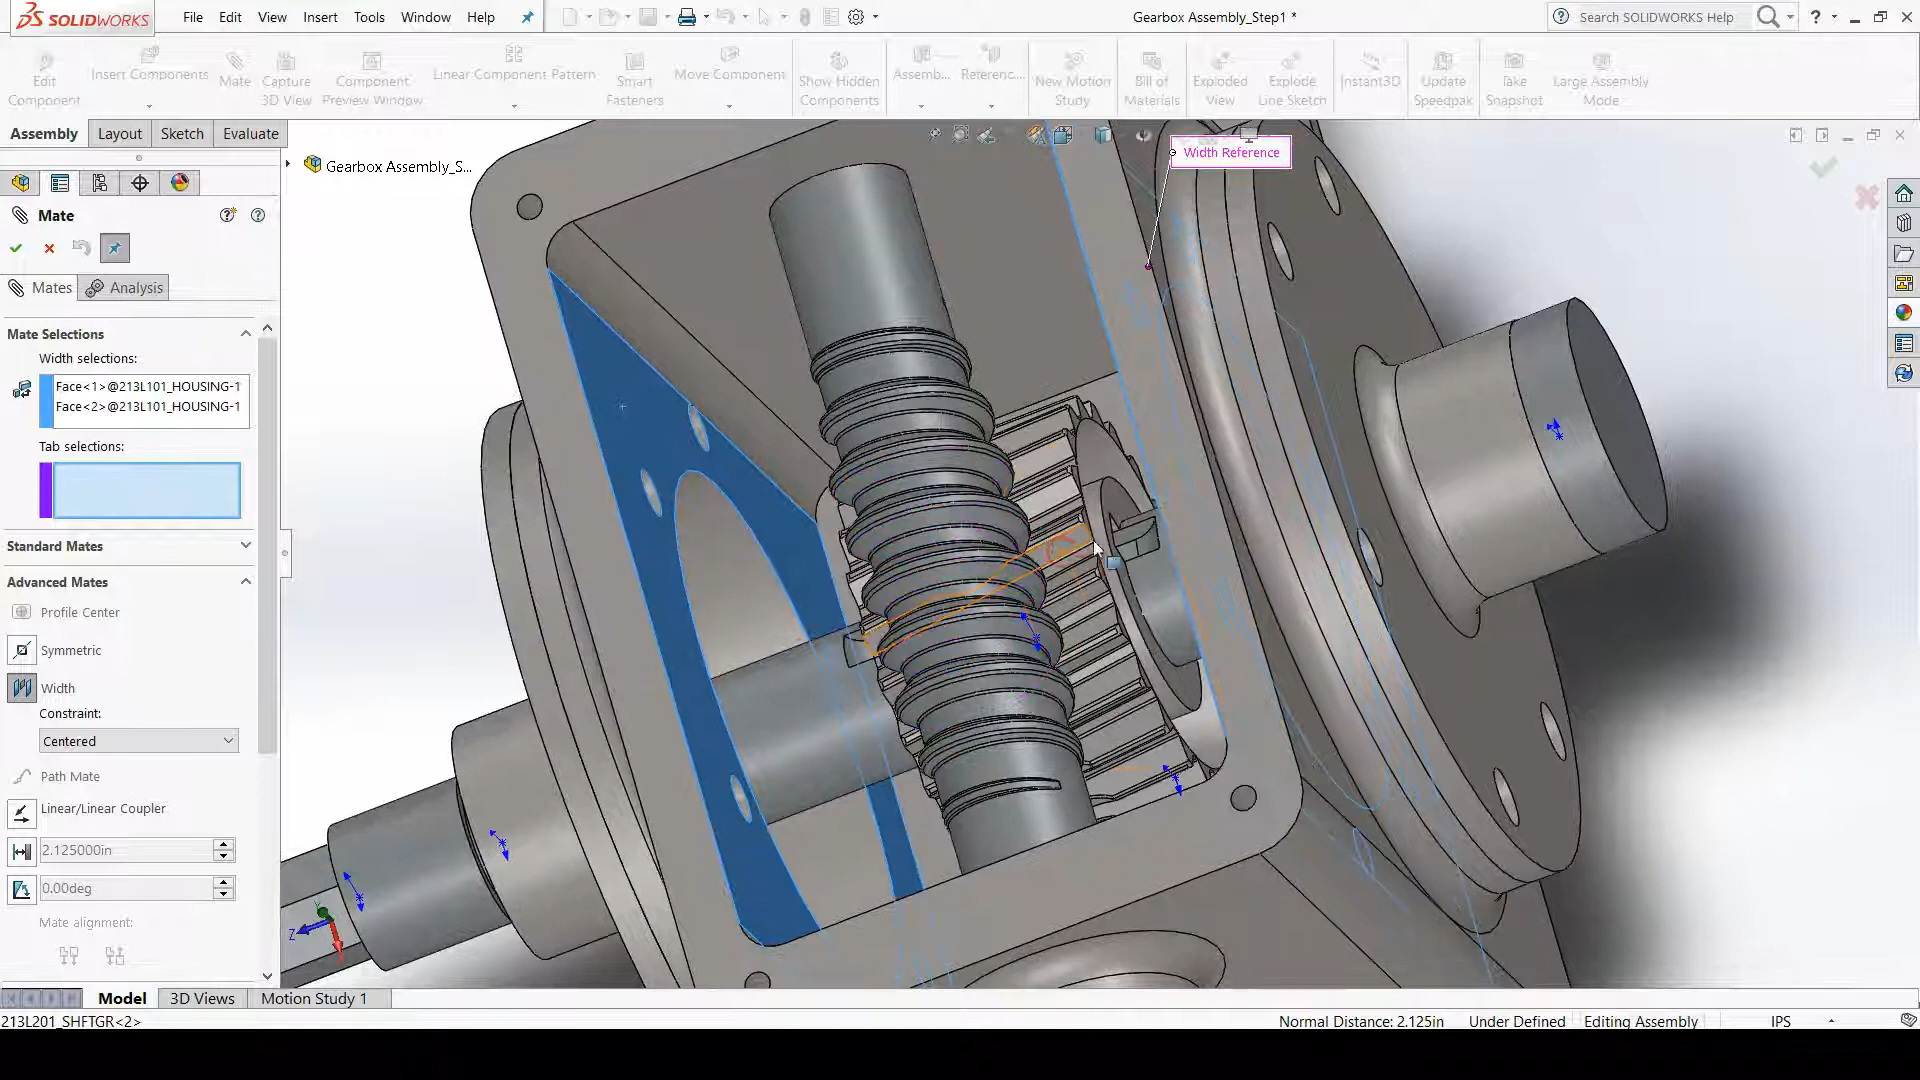 SOLIDWORKS File Edit View Insert Tools Window Help Gearbox Assembly_Step1 * Search SOLIDWORKS Help ?
Edit Component
Insert Components
Mate
Capture 3D View
Component Preview Window
Linear Component Pattern
Smart Fasteners
Move Component
Show Hidden Components
Assemb...
Referenc...
New Motion Study
Bill of Materials
Exploded View
Explode Line Sketch
Instant3D
Update Speedpak
Take Snapshot
Large Assembly Mode
Assembly Layout Sketch Evaluate
Width Reference
Gearbox Assembly_S...
Mate
Mates Analysis
Mate Selections
Width selections:
Face<1>@213L101_HOUSING-1
Face<2>@213L101_HOUSING-1
Tab selections:
Standard Mates
Advanced Mates
Profile Center
Symmetric
Width
Constraint:
Centered
Path Mate
Linear/Linear Coupler
2.125000in
0.00deg
Mate alignment:
Y
Z
Model 3D Views Motion Study 1
213L201_SHFTGR<2> Normal Distance: 2.125in Under Defined Editing Assembly IPS